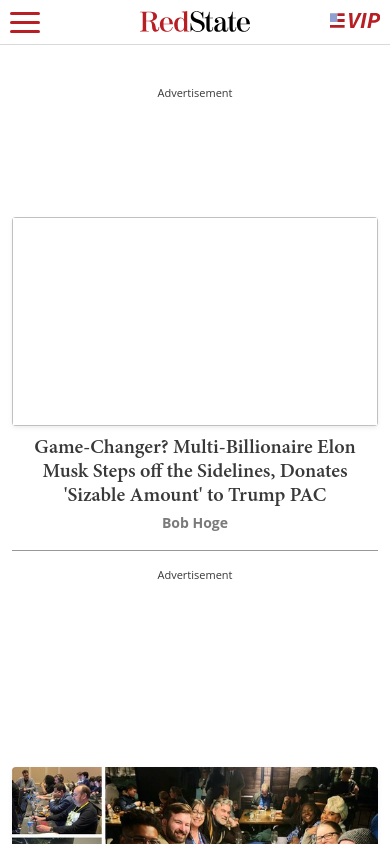 RedState
VIP
Advertisement
Game-Changer? Multi-Billionaire Elon
Musk Steps off the Sidelines, Donates
'Sizable Amount' to Trump PAC
Bob Hoge
Advertisement